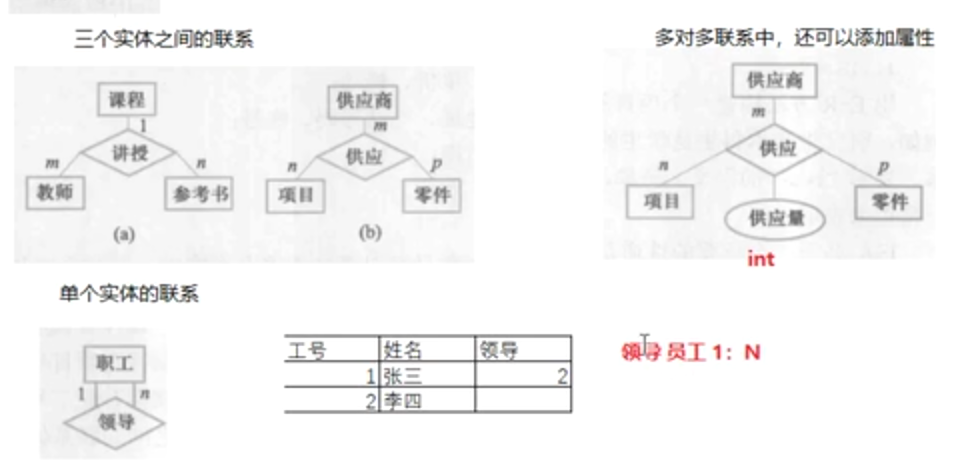 三个实体之间的联系
课程
1
讲授
m
n
教师
参考书
(a)
供应商
m
供应
n
p
项目
零件
(b)
多对多联系中，还可以添加属性
供应商
m
供应
n
p
项目
零件
供应量
int
单个实体的联系
职工
1
n
领导
工号 姓名 领导
1 张三 2
2 李四
领导 员工 1：N